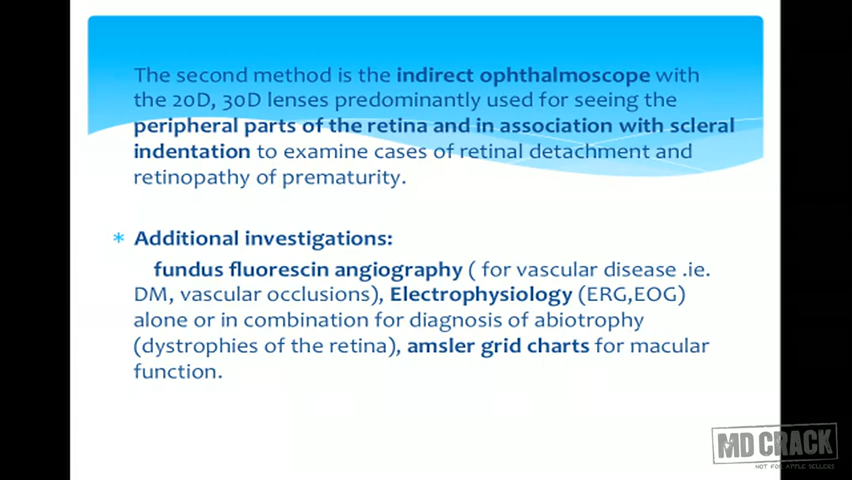 The second method is the indirect ophthalmoscope with
the 20D, 30D lenses predominantly used for seeing the
peripheral parts of the retina and in association with scleral
indentation to examine cases of retinal detachment and
retinopathy of prematurity.
* Additional investigations:
fundus fluorescin angiography ( for vascular disease .ie.
DM, vascular occlusions), Electrophysiology (ERG,EOG)
alone or in combination for diagnosis of abiotrophy
(dystrophies of the retina), amsler grid charts for macular
function.
MD CRACK
NOT FOR APPLE SELLERS